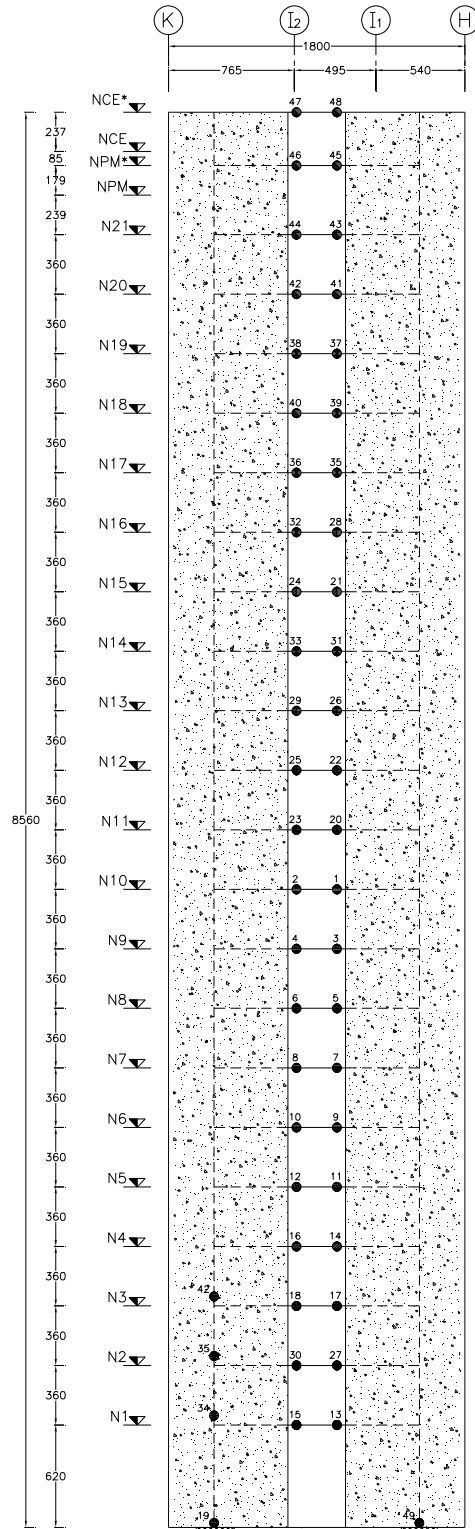 K I2 I1 H
1800
765 495 540
NCE* 47 48
237
NCE
85 NPM* 46 45
179
NPM
239
N21 44 43
360
N20 42 41
360
N19 38 37
360
N18 40 39
360
N17 36 35
360
N16 32 28
360
N15 24 21
360
N14 33 31
360
N13 29 26
360
N12 25 22
8560
360
N11 23 20
360
N10 2 1
360
N9 4 3
360
N8 6 5
360
N7 8 7
360
N6 10 9
360
N5 12 11
360
N4 16 14
360
42
N3 18 17
360
35
N2 30 27
360
34
N1 15 13
620
19 49